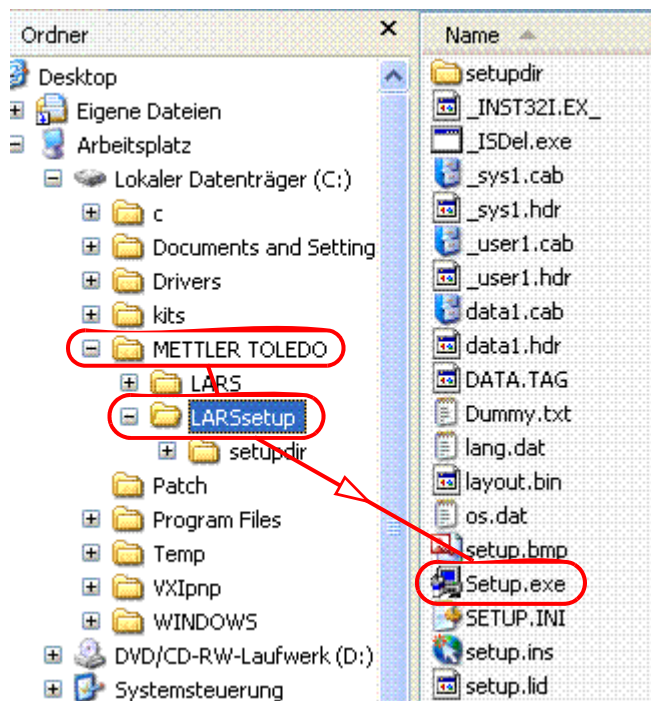 Ordner
Desktop
Eigene Dateien
Arbeitsplatz
Lokaler Datenträger (C:)
c
Documents and Setting
Drivers
kits
METTLER TOLEDO
LARS
LARSsetup
setupdir
Patch
Program Files
Temp
VXIpnp
WINDOWS
DVD/CD-RW-Laufwerk (D:)
Systemsteuerung
Name
setupdir
_INST32I.EX_
_ISDel.exe
_sys1.cab
_sys1.hdr
_user1.cab
_user1.hdr
data1.cab
data1.hdr
DATA.TAG
Dummy.txt
lang.dat
layout.bin
os.dat
setup.bmp
Setup.exe
SETUP.INI
setup.ins
setup.lid